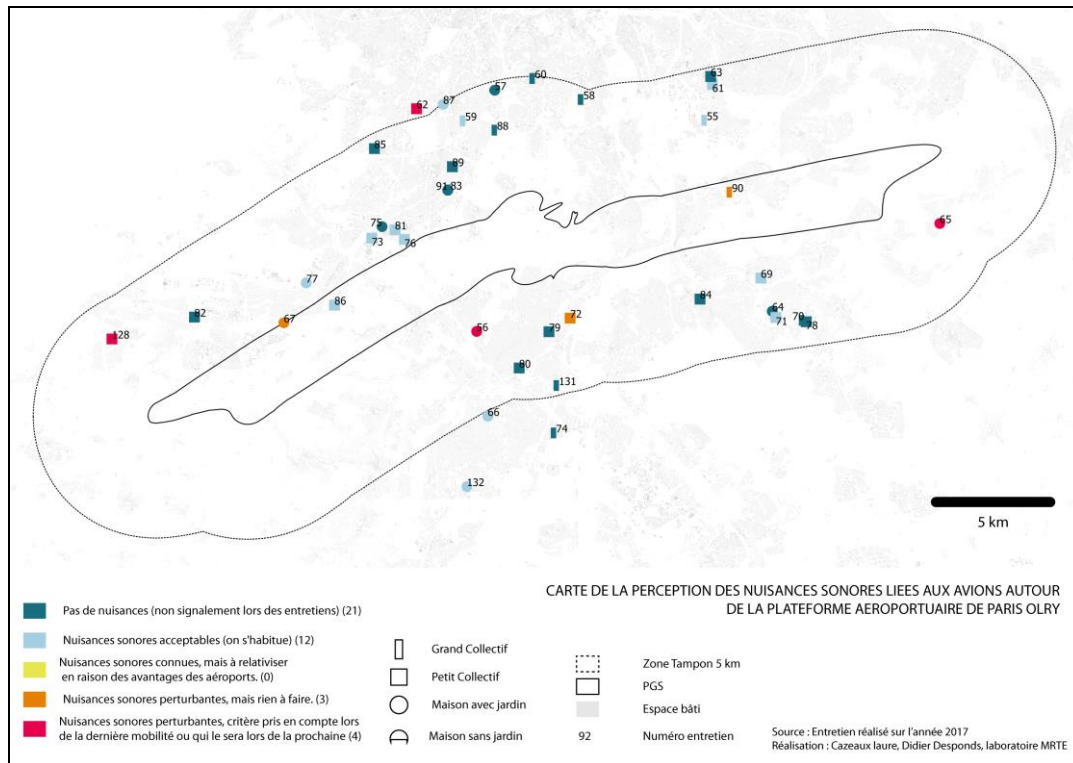 60
57
63
61
87
58
62
59
55
88
85
89
91 83
90
75
81
73
76
65
77
69
86
84
64
82
67
72
70
71
78
128
56
79
80
131
66
74
132
5 km
CARTE DE LA PERCEPTION DES NUISANCES SONORES LIEES AUX AVIONS AUTOUR
DE LA PLATEFORME AEROPORTUAIRE DE PARIS OLRY
Pas de nuisances (non signalement lors des entretiens) (21)
Nuisances sonores acceptables (on s'habitue) (12)
Nuisances sonores connues, mais à relativiser
en raison des avantages des aéroports. (0)
Nuisances sonores perturbantes, mais rien à faire. (3)
Nuisances sonores perturbantes, critère pris en compte lors
de la dernière mobilité ou qui le sera lors de la prochaine (4)
Grand Collectif
Petit Collectif
Maison avec jardin
Maison sans jardin
Zone Tampon 5 km
PGS
Espace bâti
92 Numéro entretien
Source : Entretien réalisé sur l'année 2017
Réalisation : Cazeaux laure, Didier Desponds, laboratoire MRTE